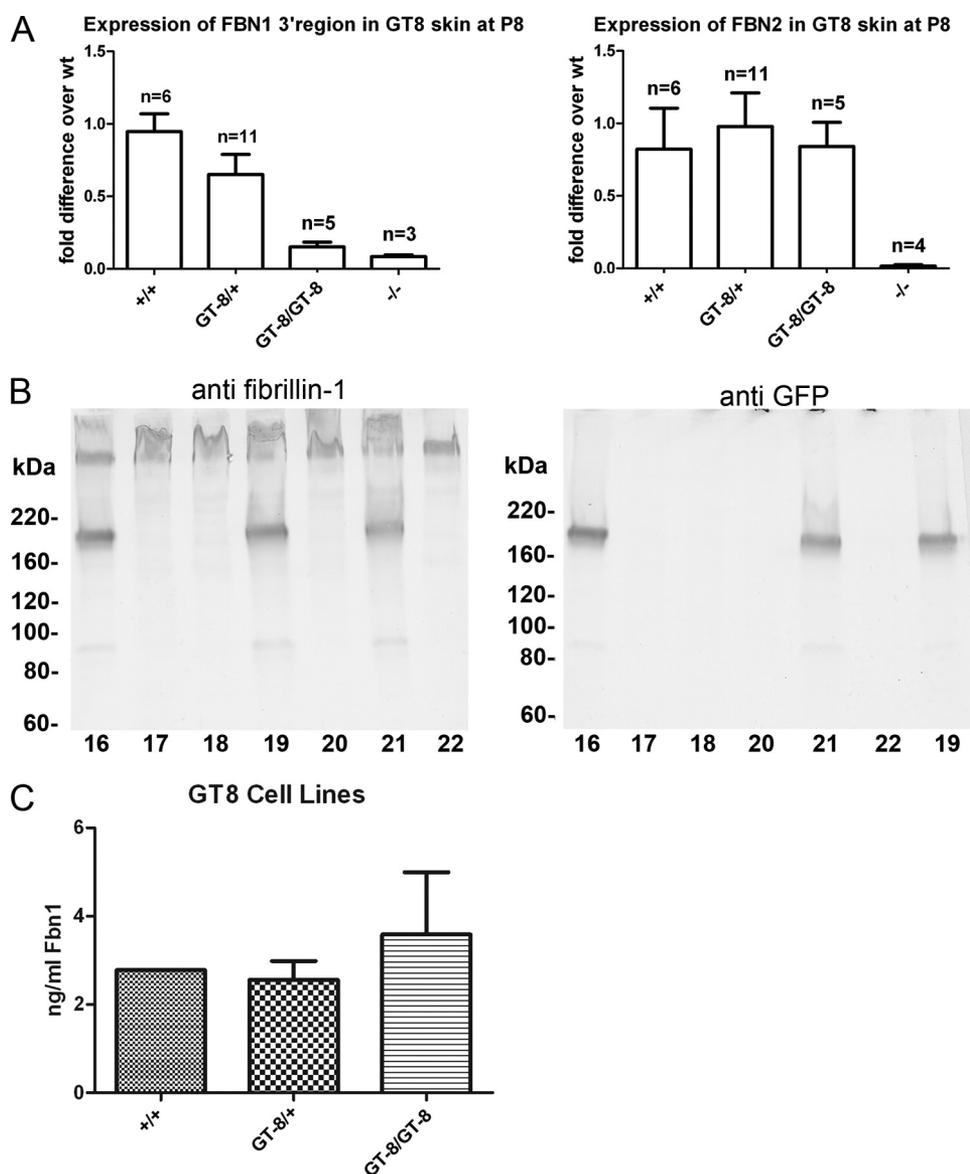 A
Expression of FBN1 3'region in GT8 skin at P8
fold difference over wt
1.5
1.0
0.5
0.0
n=6
n=11
n=5
n=3
+/+
GT-8/+
GT-8/GT-8
-/-
Expression of FBN2 in GT8 skin at P8
fold difference over wt
1.5
1.0
0.5
0.0
n=6
n=11
n=5
n=4
+/+
GT-8/+
GT-8/GT-8
-/-
B
anti fibrillin-1
kDa
220-
160-
120-
100-
80-
60-
16 17 18 19 20 21 22
anti GFP
kDa
220-
160-
120-
100-
80-
60-
16 17 18 20 21 22 19
C
GT8 Cell Lines
ng/ml Fbn1
6
4
2
0
+/+
GT-8/+
GT-8/GT-8